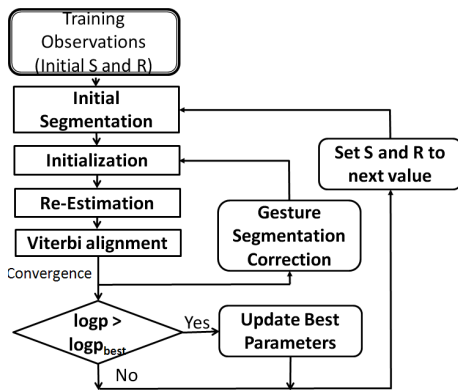 Training
Observations
(Initial S and R)
Initial
Segmentation
Initialization
Re-Estimation
Viterbi alignment
Convergence
Set S and R to
next value
Gesture
Segmentation
Correction
logp >
logpbest
Yes
Update Best
Parameters
No